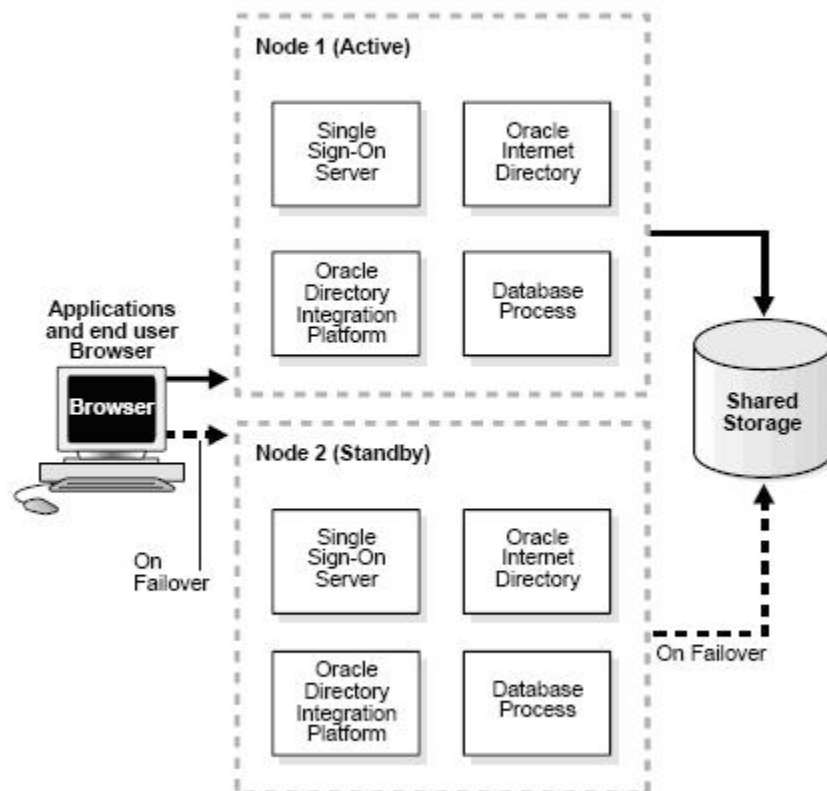 Node 1 (Active)
Single
Sign-On
Server
Oracle
Internet
Directory
Oracle
Directory
Integration
Platform
Database
Process
Applications
and end user
Browser
Browser
Shared
Storage
Node 2 (Standby)
Single
Sign-On
Server
Oracle
Internet
Directory
On
Failover
Oracle
Directory
Integration
Platform
Database
Process
On Failover